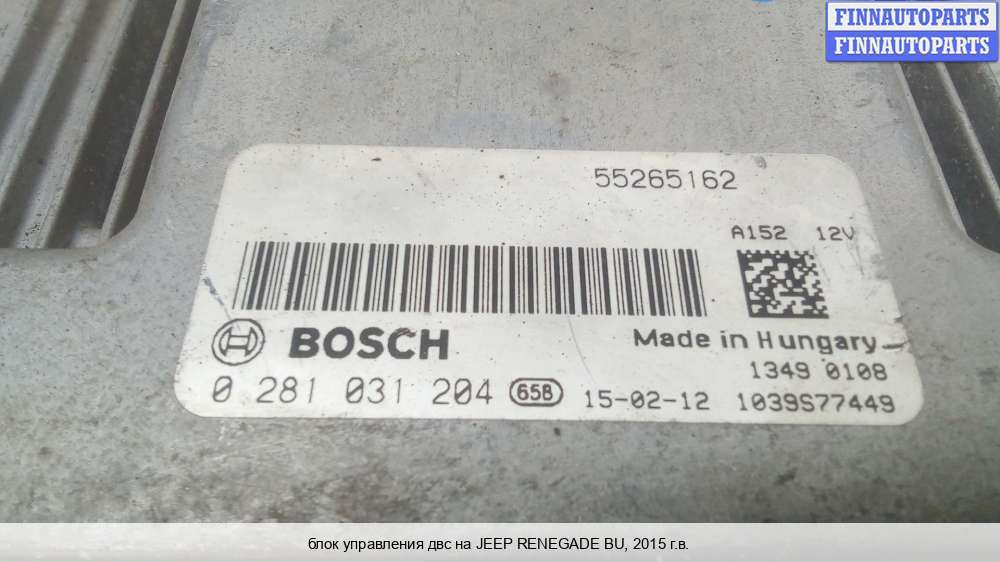 FINNAUTOPARTS
FINNAUTOPARTS
55265162
A152 12V
BOSCH
Made in Hungary
1349 0108
0 281 031 204 658 15-02-12 1039S77449
блок управления двс на JEEP RENEGADE BU, 2015 г.в.